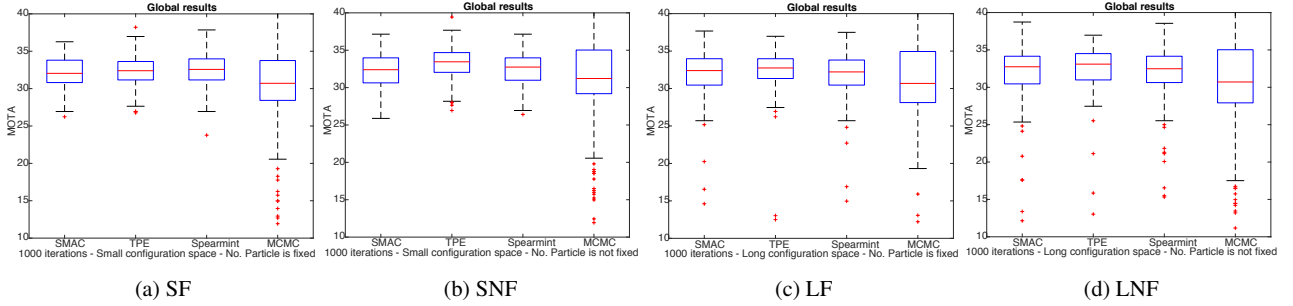 Global results
40
35
30
25
20
15
10
MOTA
SMAC TPE Spearmint MCMC
1000 iterations - Small configuration space - No. Particle is fixed
(a) SF
Global results
40
35
30
25
20
15
10
MOTA
SMAC TPE Spearmint MCMC
1000 iterations - Small configuration space - No. Particle is not fixed
(b) SNF
Global results
40
35
30
25
20
15
10
MOTA
SMAC TPE Spearmint MCMC
1000 iterations - Long configuration space - No. Particle is fixed
(c) LF
Global results
40
35
30
25
20
15
10
MOTA
SMAC TPE Spearmint MCMC
1000 iterations - Long configuration space - No. Particle is not fixed
(d) LNF